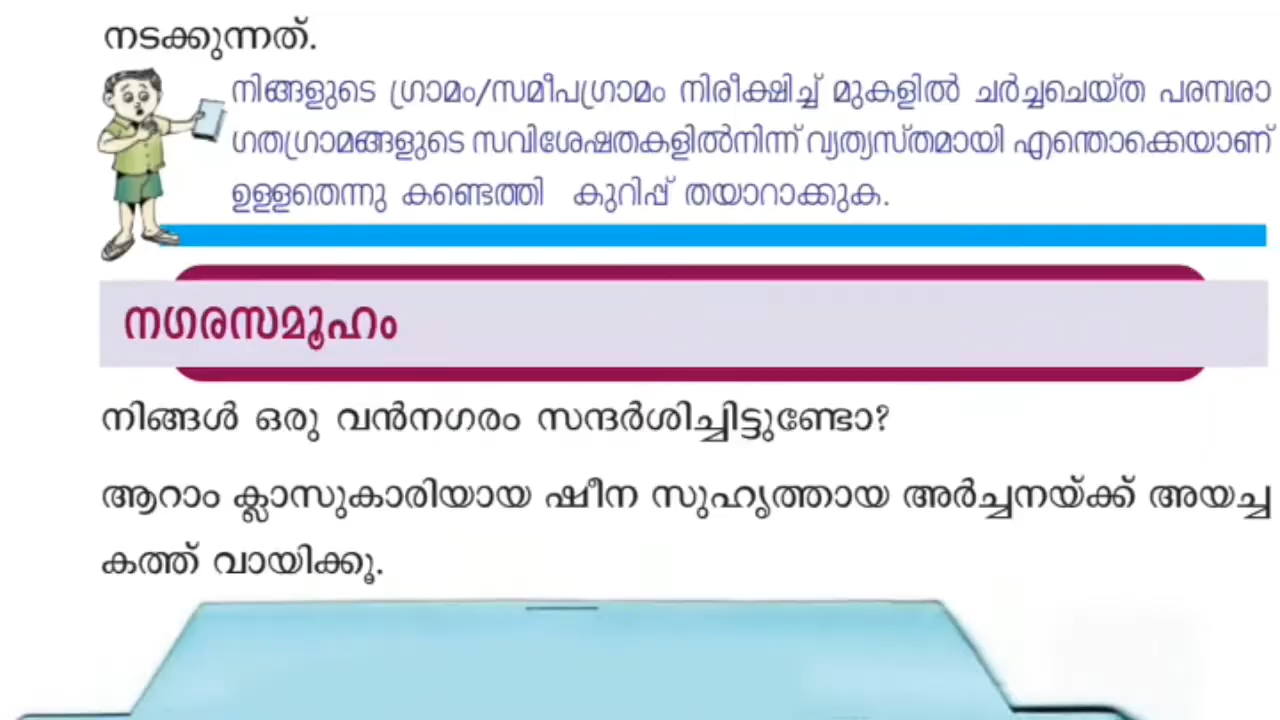 നടക്കുന്നത്.
നിങ്ങളുടെ ഗ്രാമം/സമീപഗ്രാമം നിരീക്ഷിച്ച് മുകളിൽ ചർച്ചചെയ്ത പരമ്പരാ
ഗതഗ്രാമങ്ങളുടെ സവിശേഷതകളിൽനിന്ന് വ്യത്യസ്തമായി എന്തൊക്കെയാണ്
ഉള്ളതെന്നു കണ്ടെത്തി കുറിപ്പ് തയാറാക്കുക.
നഗരസമൂഹം
നിങ്ങൾ ഒരു വൻനഗരം സന്ദർശിച്ചിട്ടുണ്ടോ?
ആറാം ക്ലാസുകാരിയായ ഷീന സുഹൃത്തായ അർച്ചനയ്ക്ക് അയച്ച
കത്ത് വായിക്കൂ.